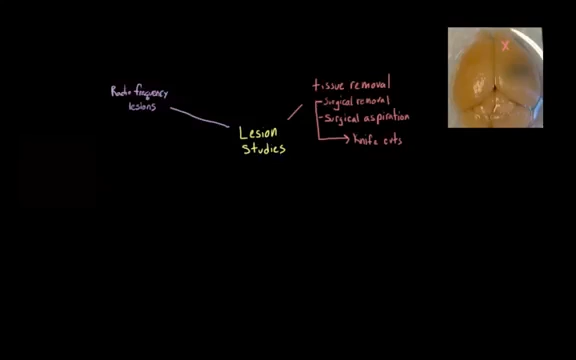 Radio frequency
lesions
Lesion
Studies
tissue removal
-Surgical removal
-Surgical aspiration
→ Knife cuts
X